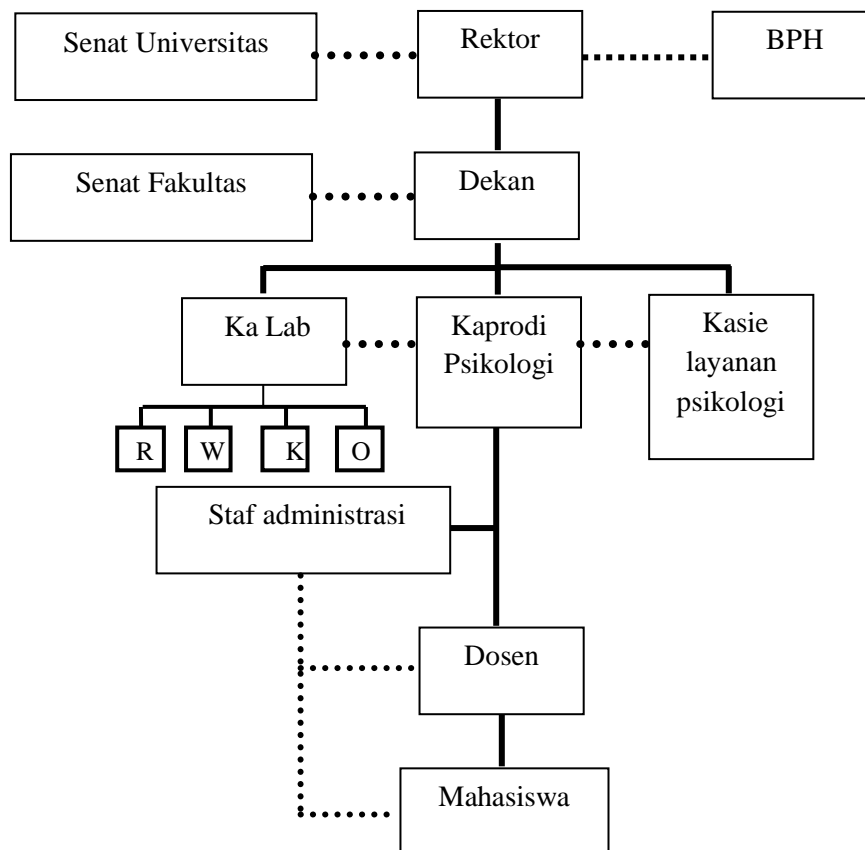 Senat Universitas
Rektor
BPH
Senat Fakultas
Dekan
Ka Lab
Kaprodi
Psikologi
Kasie
layanan
psikologi
R
W
K
O
Staf administrasi
Dosen
Mahasiswa